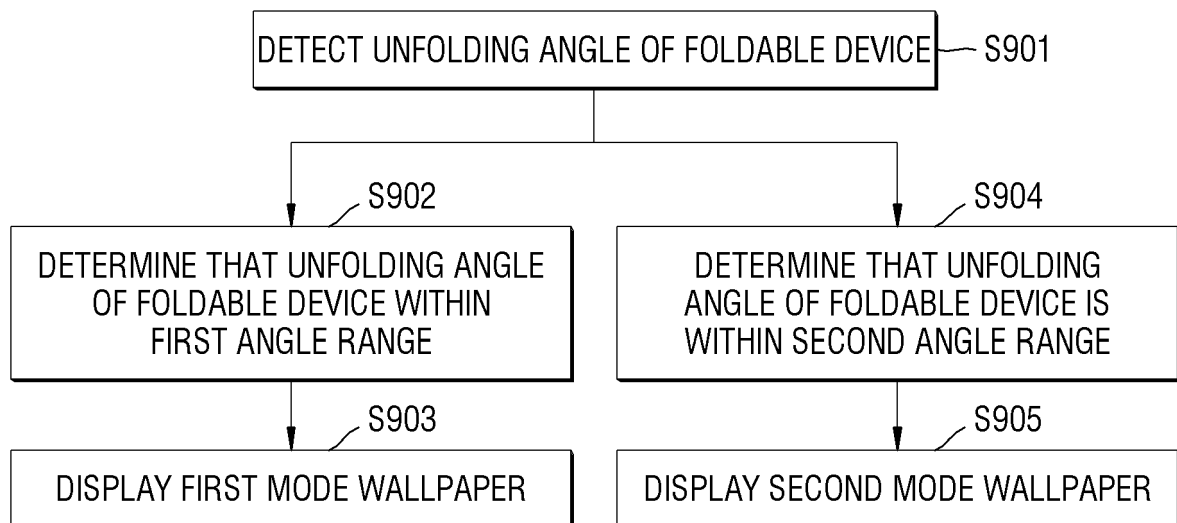 DETECT UNFOLDING ANGLE OF FOLDABLE DEVICE
S901
S902
DETERMINE THAT UNFOLDING ANGLE
OF FOLDABLE DEVICE WITHIN
FIRST ANGLE RANGE
S903
DISPLAY FIRST MODE WALLPAPER
S904
DETERMINE THAT UNFOLDING
ANGLE OF FOLDABLE DEVICE IS
WITHIN SECOND ANGLE RANGE
S905
DISPLAY SECOND MODE WALLPAPER